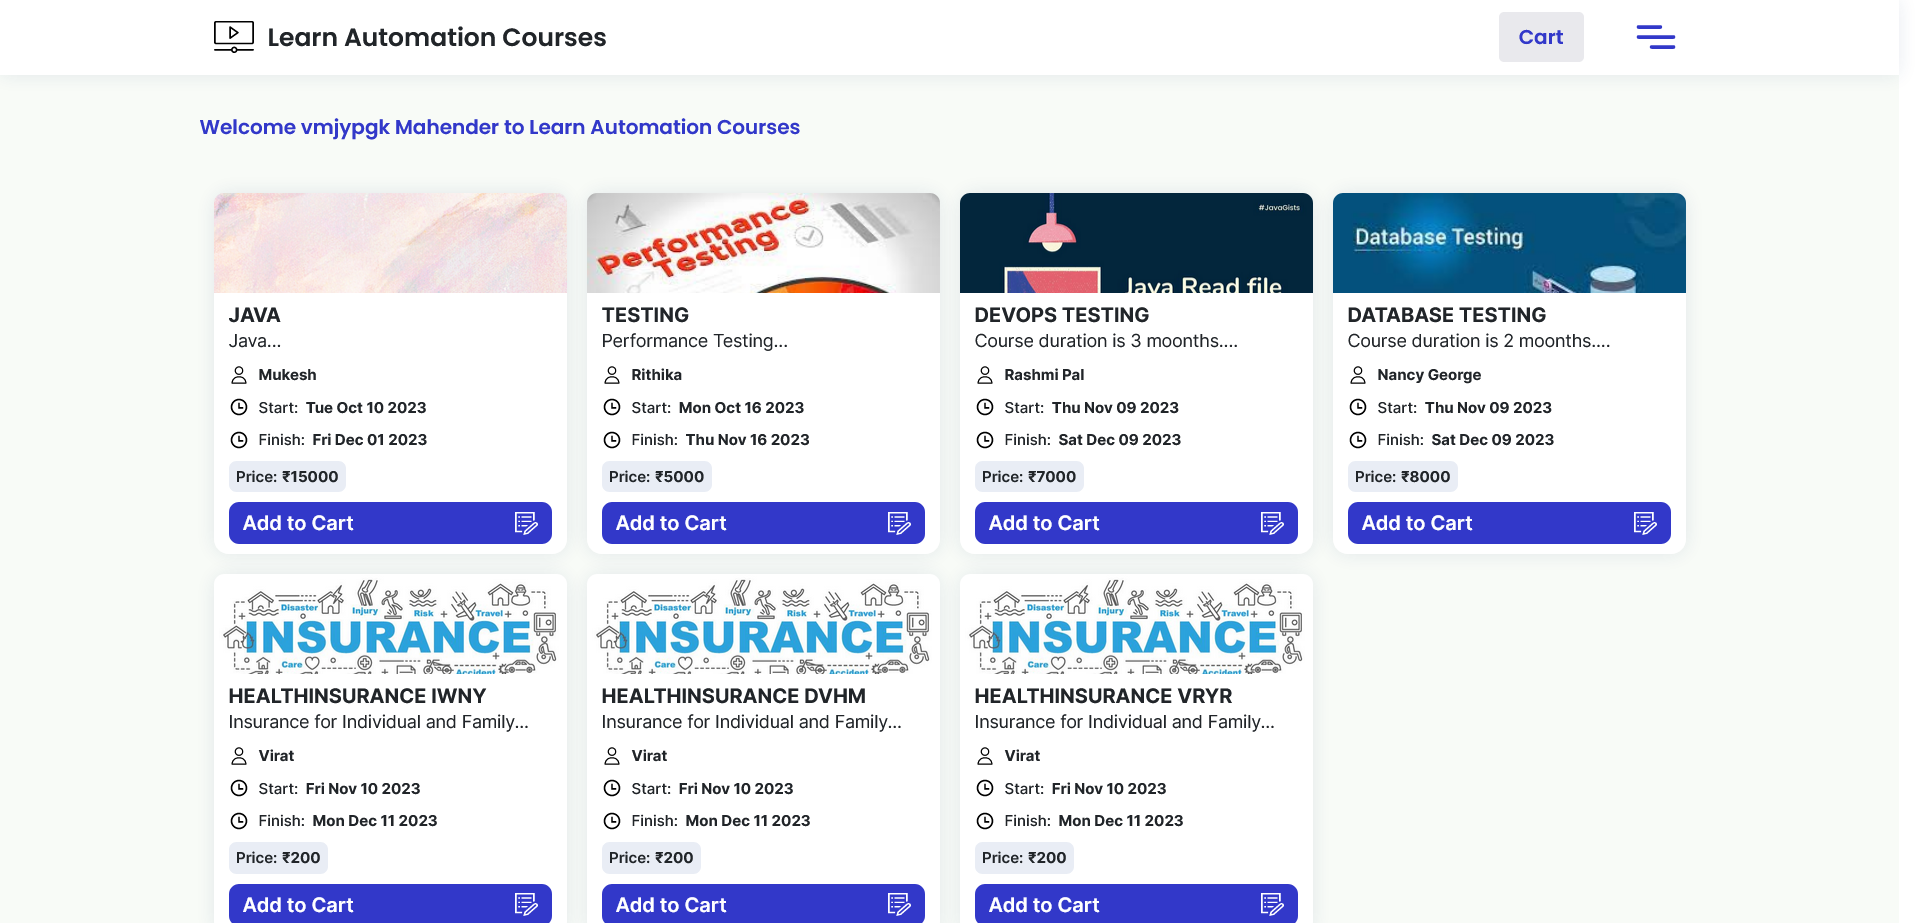 Learn Automation Courses
Cart
Welcome vmjypgk Mahender to Learn Automation Courses
JAVA
Java...
Mukesh
Start: Tue Oct 10 2023
Finish: Fri Dec 01 2023
Price: ₹15000
Add to Cart
Performance
Testing
TESTING
Performance Testing...
Rithika
Start: Mon Oct 16 2023
Finish: Thu Nov 16 2023
Price: ₹5000
Add to Cart
#JavaGists
Java Read file
DEVOPS TESTING
Course duration is 3 moonths....
Rashmi Pal
Start: Thu Nov 09 2023
Finish: Sat Dec 09 2023
Price: ₹7000
Add to Cart
Database Testing
DATABASE TESTING
Course duration is 2 moonths....
Nancy George
Start: Thu Nov 09 2023
Finish: Sat Dec 09 2023
Price: ₹8000
Add to Cart
Disaster Injury Risk Travel
INSURANCE
Care Accident
HEALTHINSURANCE IWNY
Insurance for Individual and Family...
Virat
Start: Fri Nov 10 2023
Finish: Mon Dec 11 2023
Price: ₹200
Add to Cart
Disaster Injury Risk Travel
INSURANCE
Care Accident
HEALTHINSURANCE DVHM
Insurance for Individual and Family...
Virat
Start: Fri Nov 10 2023
Finish: Mon Dec 11 2023
Price: ₹200
Add to Cart
Disaster Injury Risk Travel
INSURANCE
Care Accident
HEALTHINSURANCE VRYR
Insurance for Individual and Family...
Virat
Start: Fri Nov 10 2023
Finish: Mon Dec 11 2023
Price: ₹200
Add to Cart